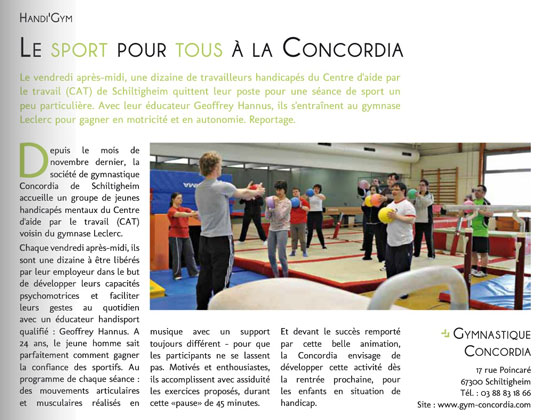 Handi'Gym
Le sport pour tous à la Concordia
Le vendredi après-midi, une dizaine de travailleurs handicapés du Centre d'aide par
le travail (CAT) de Schiltigheim quittent leur poste pour une séance de sport un
peu particulière. Avec leur éducateur Geoffrey Hannus, ils s'entraînent au gymnase
Leclerc pour gagner en motricité et en autonomie. Reportage.
Depuis le mois de
novembre dernier, la
société de gymnastique
Concordia de Schiltigheim
accueille un groupe de jeunes
handicapés mentaux du Centre
d'aide par le travail (CAT)
voisin du gymnase Leclerc.
Chaque vendredi après-midi, ils
sont une dizaine à être libérés
par leur employeur dans le but
de développer leurs capacités
psychomotrices et faciliter
leurs gestes au quotidien
avec un éducateur handisport
qualifié : Geoffrey Hannus. A
24 ans, le jeune homme sait
parfaitement comment gagner
la confiance des sportifs. Au
programme de chaque séance :
des mouvements articulaires
et musculaires réalisés en
musique avec un support
toujours différent - pour que
les participants ne se lassent
pas. Motivés et enthousiastes,
ils accomplissent avec assiduité
les exercices proposés, durant
cette «pause» de 45 minutes.
Et devant le succès remporté
par cette belle animation,
la Concordia envisage de
développer cette activité dès
la rentrée prochaine, pour
les enfants en situation de
handicap.
Gymnastique
Concordia
17 rue Poincaré
67300 Schiltigheim
Tél. : 03 88 83 18 66
Site : www.gym-concordia.com